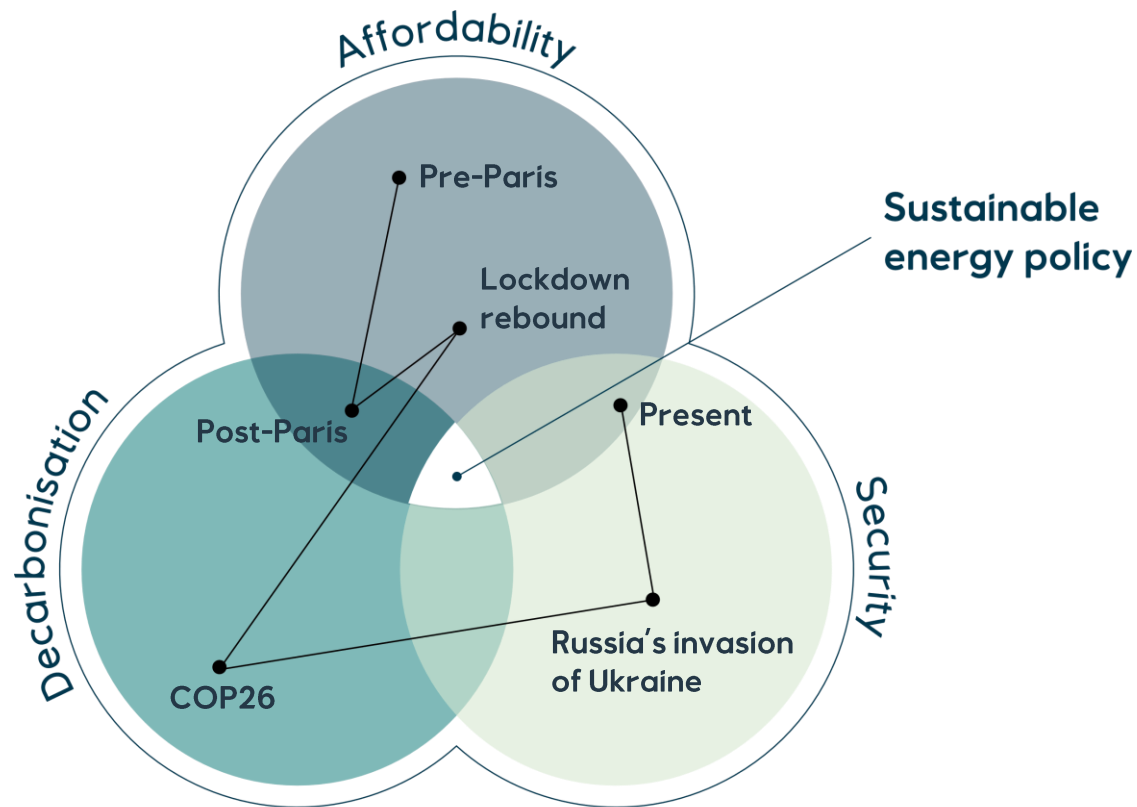 Affordability
Pre-Paris
Sustainable
energy policy
Lockdown
rebound
Post-Paris
Present
Decarbonisation
Security
Russia's invasion
of Ukraine
COP26